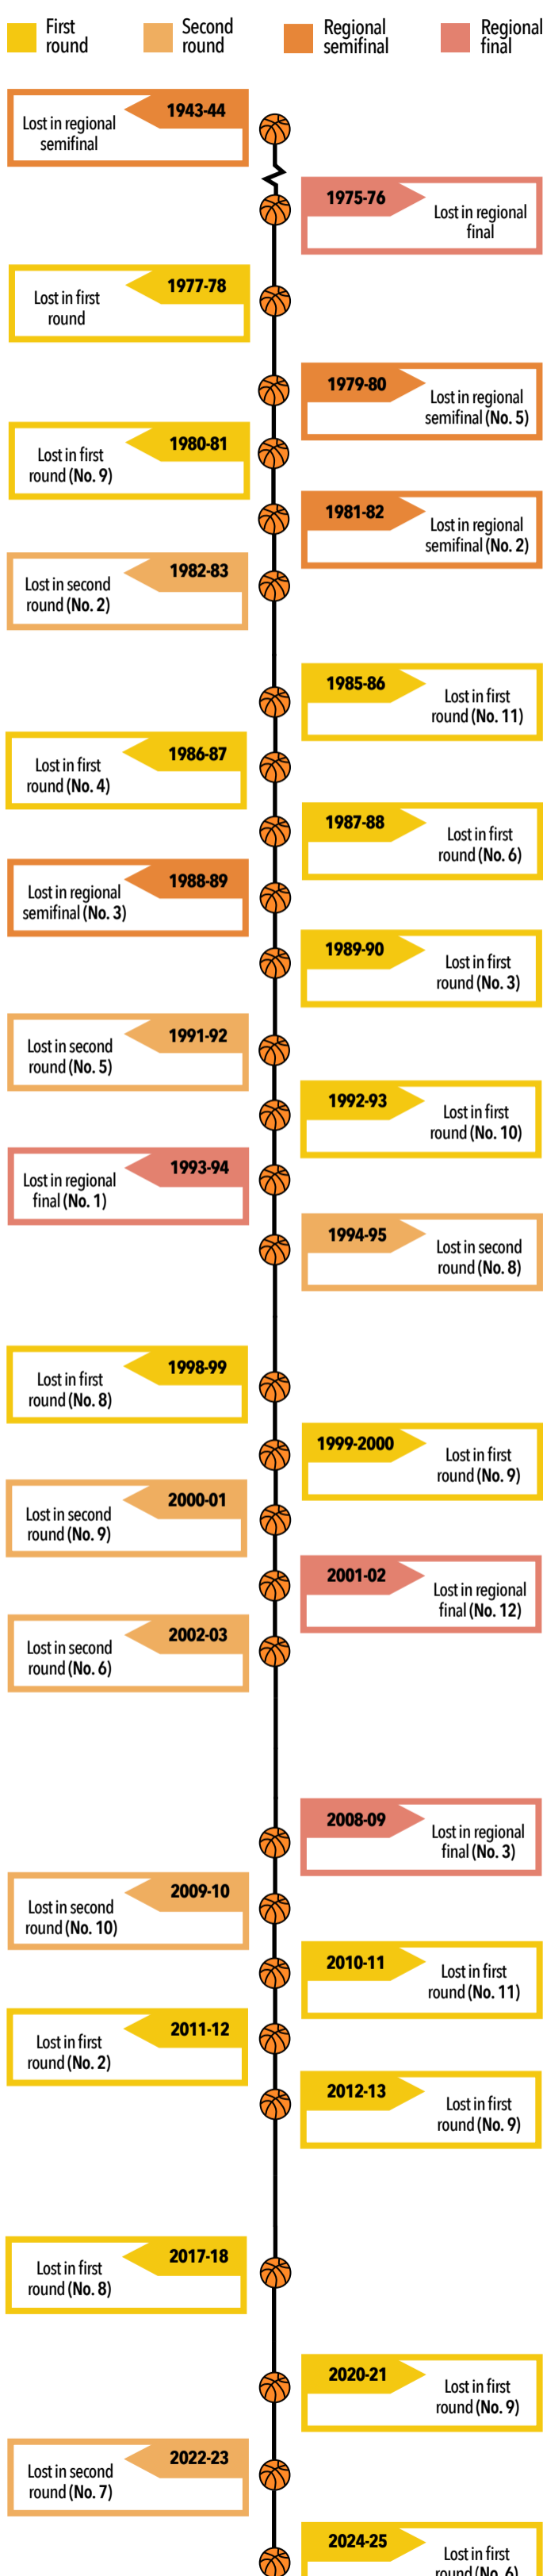 First
round
Second
round
Regional
semifinal
Regional
final
1943-44
Lost in regional
semifinal
1975-76
Lost in regional
final
1977-78
Lost in first
round
1979-80
Lost in regional
semifinal (No. 5)
1980-81
Lost in first
round (No. 9)
1981-82
Lost in regional
semifinal (No. 2)
1982-83
Lost in second
round (No. 2)
1985-86
Lost in first
round (No. 11)
1986-87
Lost in first
round (No. 4)
1987-88
Lost in first
round (No. 6)
1988-89
Lost in regional
semifinal (No. 3)
1989-90
Lost in first
round (No. 3)
1991-92
Lost in second
round (No. 5)
1992-93
Lost in first
round (No. 10)
1993-94
Lost in regional
final (No. 1)
1994-95
Lost in second
round (No. 8)
1998-99
Lost in first
round (No. 8)
1999-2000
Lost in first
round (No. 9)
2000-01
Lost in second
round (No. 9)
2001-02
Lost in regional
final (No. 12)
2002-03
Lost in second
round (No. 6)
2008-09
Lost in regional
final (No. 3)
2009-10
Lost in second
round (No. 10)
2010-11
Lost in first
round (No. 11)
2011-12
Lost in first
round (No. 2)
2012-13
Lost in first
round (No. 9)
2017-18
Lost in first
round (No. 8)
2020-21
Lost in first
round (No. 9)
2022-23
Lost in second
round (No. 7)
2024-25
Lost in first
round (No. 6)